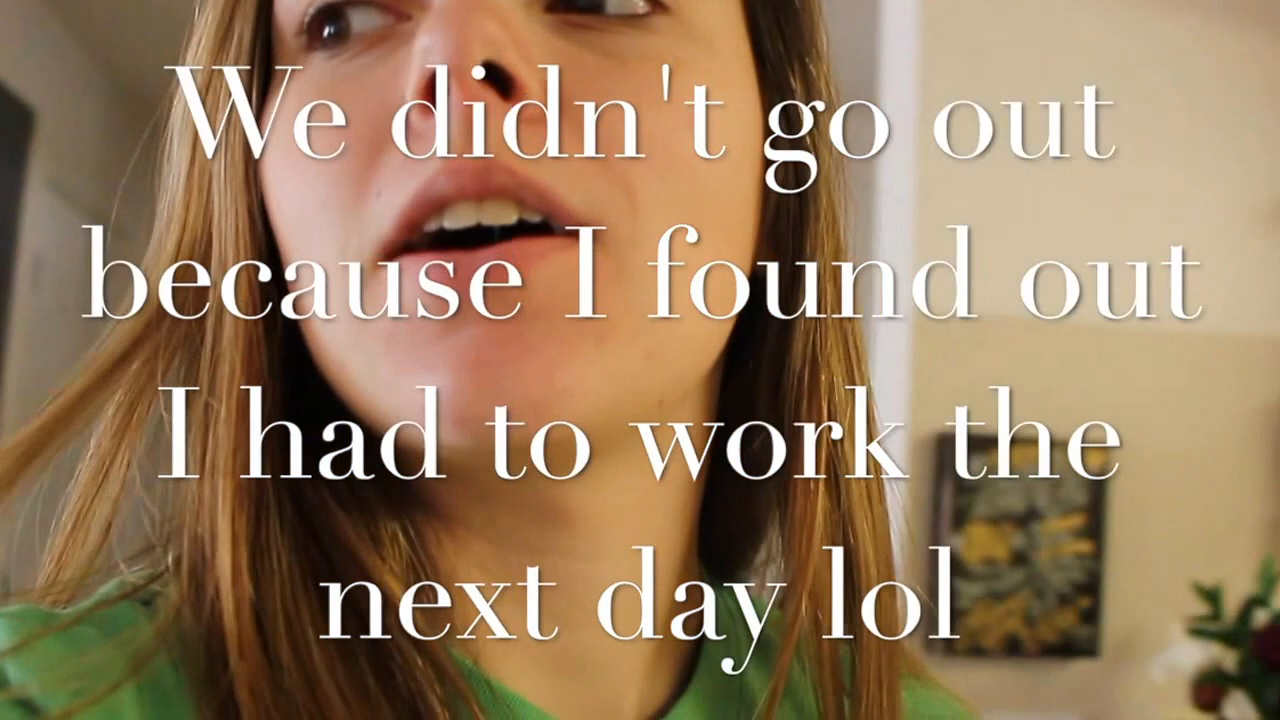 We didn't go out
because I found out
I had to work the
next day lol